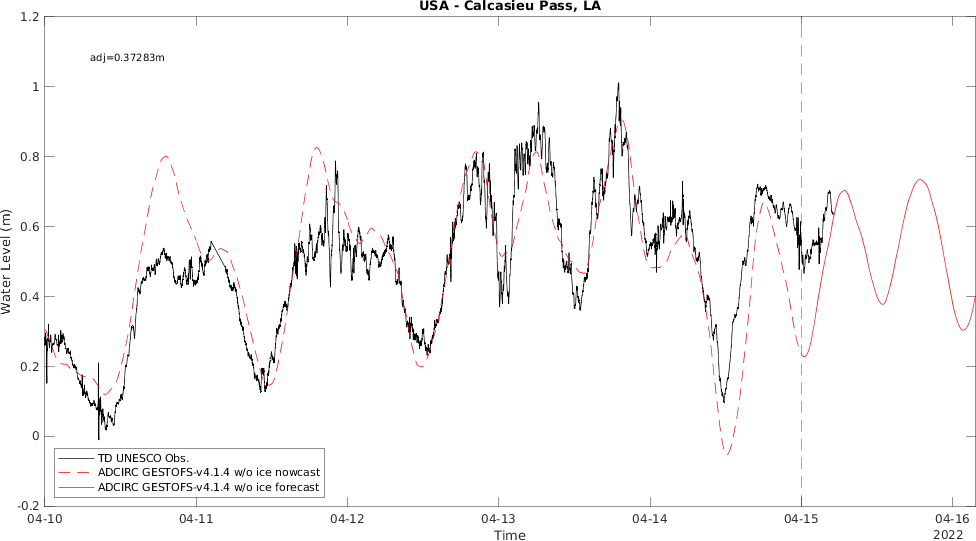 USA - Calcasieu Pass, LA
adj=0.37283m
1.2
1
0.8
0.6
0.4
0.2
0
-0.2
Water Level (m)
TD UNESCO Obs.
ADCIRC GESTOFS-v4.1.4 w/o ice nowcast
ADCIRC GESTOFS-v4.1.4 w/o ice forecast
04-10 04-11 04-12 04-13 04-14 04-15 04-16
Time
2022